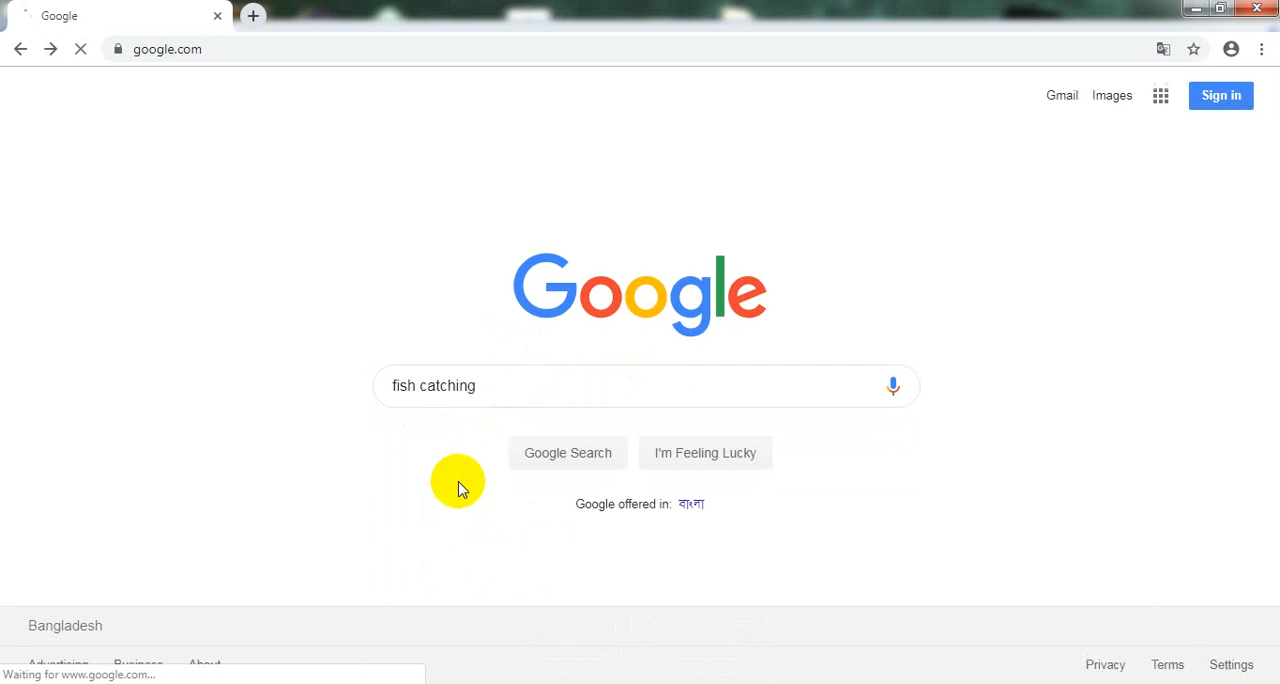 Google
google.com
Gmail Images Sign in
Google
fish catching
Google Search I'm Feeling Lucky
Google offered in: বাংলা
Bangladesh
Advertising Business About Privacy Terms Settings
Waiting for www.google.com...